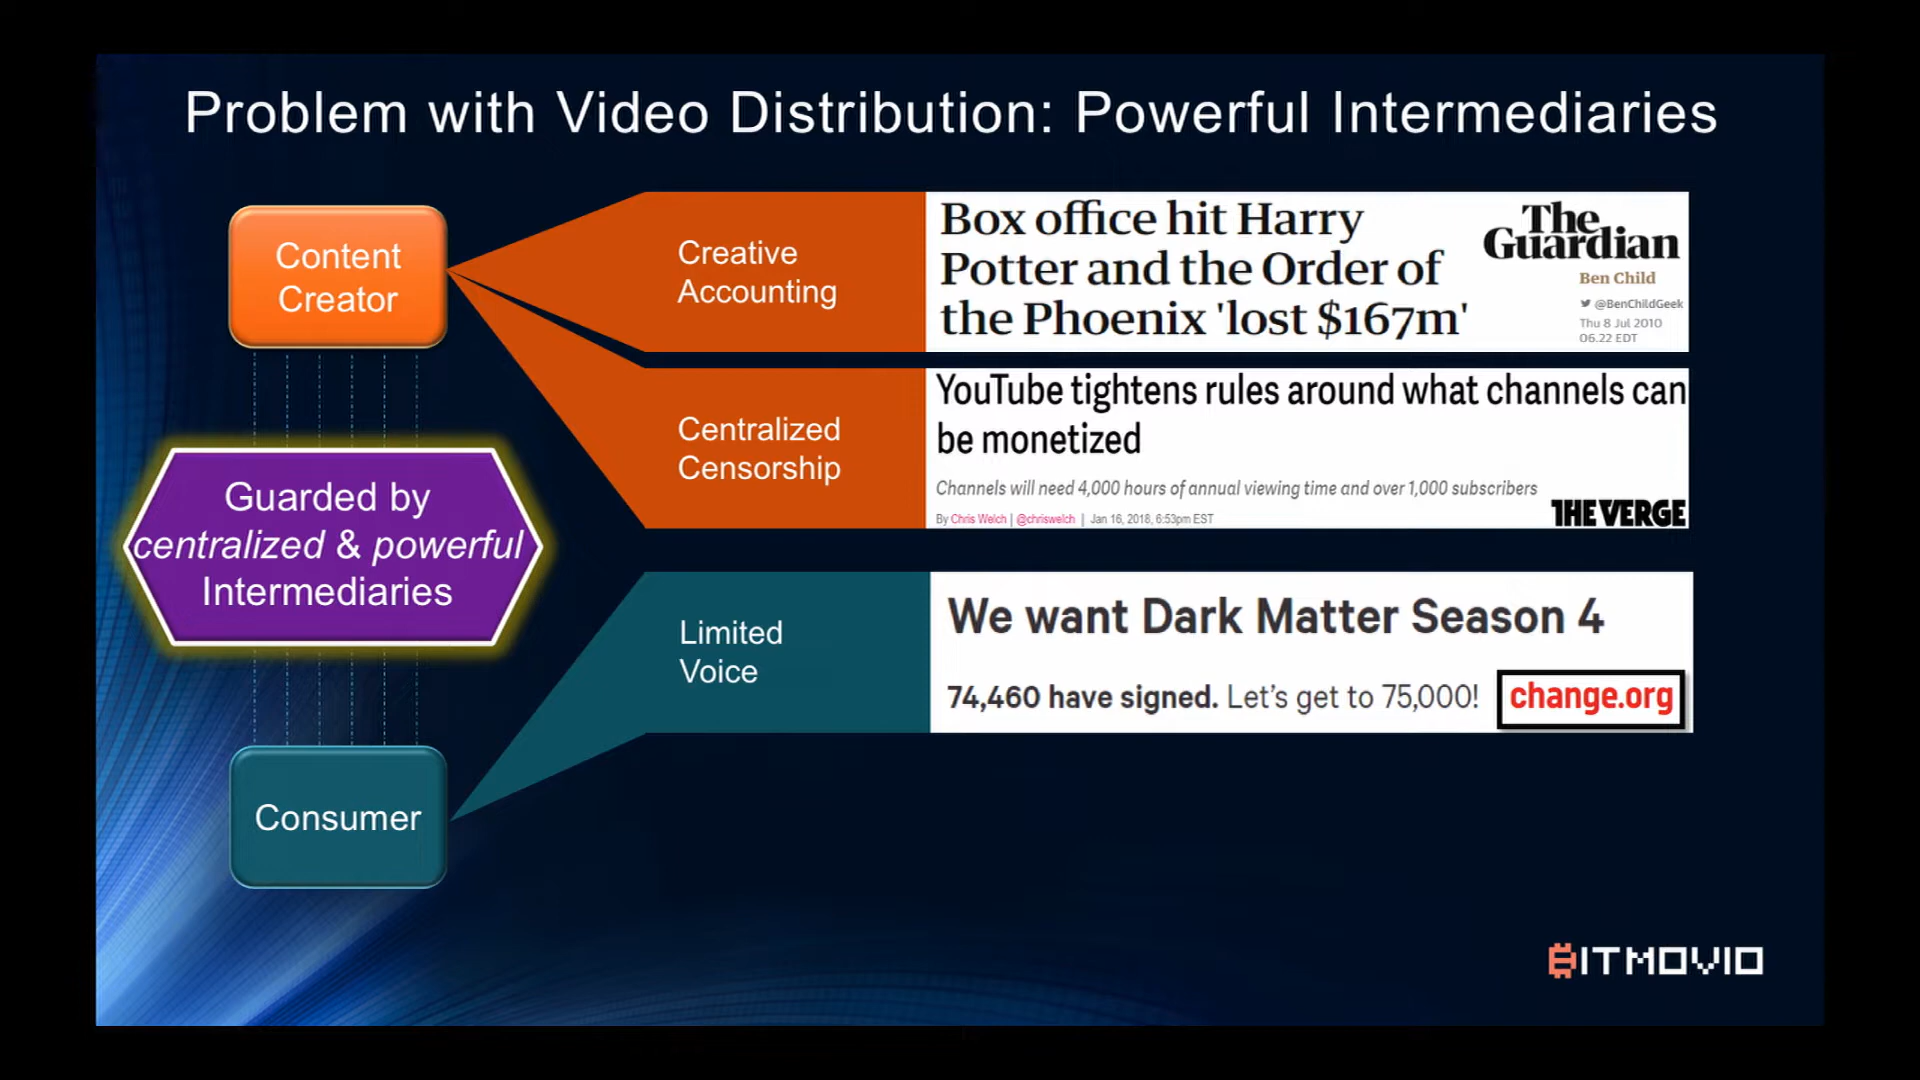 Problem with Video Distribution: Powerful Intermediaries
Content
Creator
Creative
Accounting
Box office hit Harry
Potter and the Order of
the Phoenix 'lost $167m'
The
Guardian
Ben Child
@BenChildGeek
Thu 8 Jul 2010
06.22 EDT
Centralized
Censorship
YouTube tightens rules around what channels can
be monetized
Channels will need 4,000 hours of annual viewing time and over 1,000 subscribers
By Chris Welch | @chriswelch | Jan 16, 2018, 6:53pm EST
THE VERGE
Guarded by
centralized & powerful
Intermediaries
Limited
Voice
We want Dark Matter Season 4
74,460 have signed. Let's get to 75,000!
change.org
Consumer
BITMOVIO